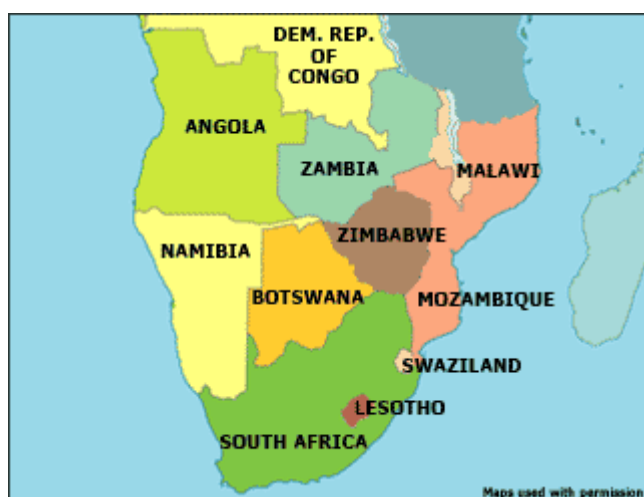 DEM. REP.
OF
CONGO
ANGOLA
ZAMBIA
MALAWI
ZIMBABWE
NAMIBIA
BOTSWANA
MOZAMBIQUE
SWAZILAND
LESOTHO
SOUTH AFRICA
Maps used with permission